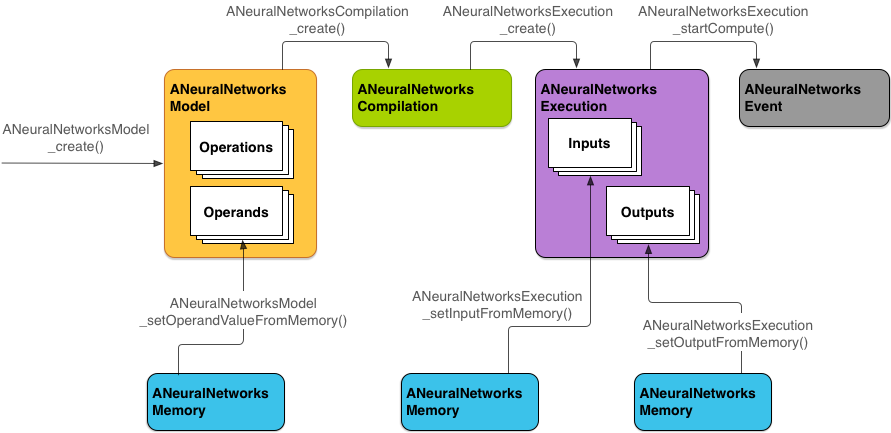 ANeuralNetworksCompilation
_create()
ANeuralNetworksExecution
_create()
ANeuralNetworksExecution
_startCompute()
ANeuralNetworksModel
_create()
ANeuralNetworks
Model
Operations
Operands
ANeuralNetworks
Compilation
ANeuralNetworks
Execution
Inputs
Outputs
ANeuralNetworks
Event
ANeuralNetworksModel
_setOperandValueFromMemory()
ANeuralNetworksExecution
_setInputFromMemory()
ANeuralNetworksExecution
_setOutputFromMemory()
ANeuralNetworks
Memory
ANeuralNetworks
Memory
ANeuralNetworks
Memory